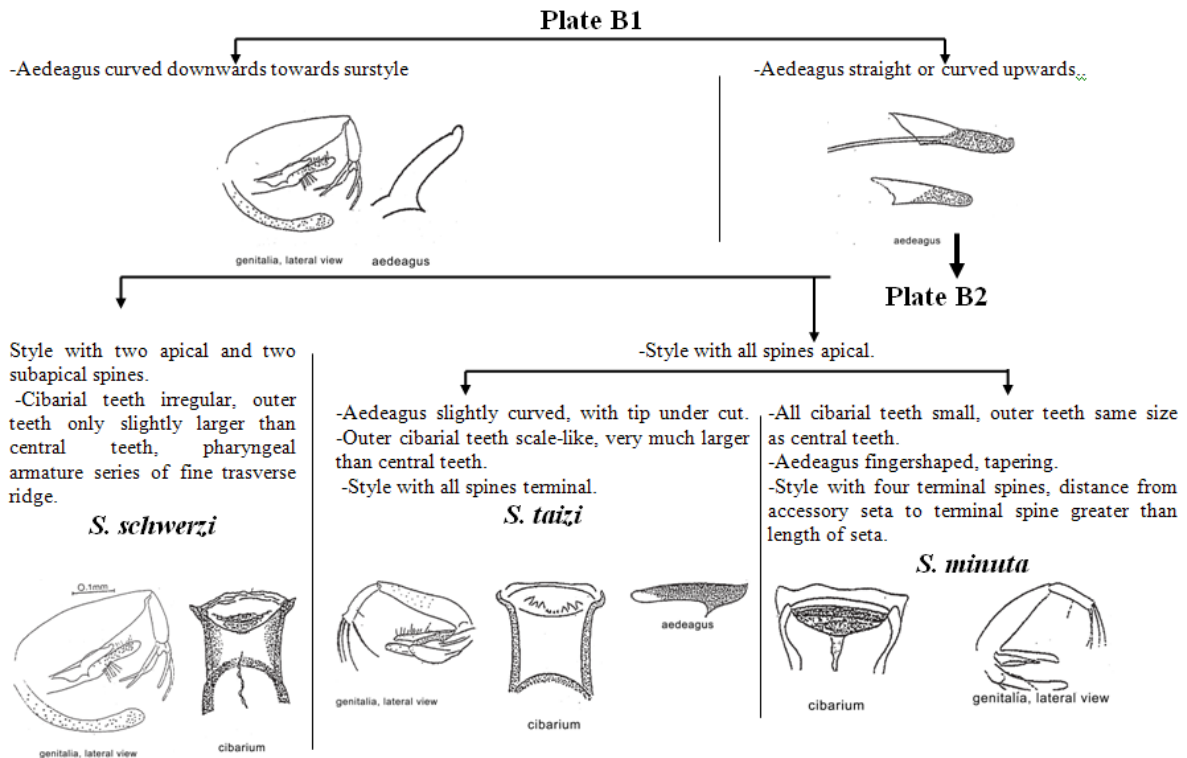 Plate B1
-Aedeagus curved downwards towards surstyle
-Aedeagus straight or curved upwards
genitalia, lateral view
aedeagus
aedeagus
Plate B2
Style with two apical and two
subapical spines.
-Cibarial teeth irregular, outer
teeth only slightly larger than
central teeth, pharyngeal
armature series of fine trasverse
ridge.
S. schwerzi
-Style with all spines apical.
-Aedeagus slightly curved, with tip under cut.
-Outer cibarial teeth scale-like, very much larger
than central teeth.
-Style with all spines terminal.
S. taizi
-All cibarial teeth small, outer teeth same size
as central teeth.
-Aedeagus fingershaped, tapering.
-Style with four terminal spines, distance from
accessory seta to terminal spine greater than
length of seta.
S. minuta
0.1mm
genitalia, lateral view
cibarium
genitalia, lateral view
cibarium
aedeagus
cibarium
genitalia, lateral view